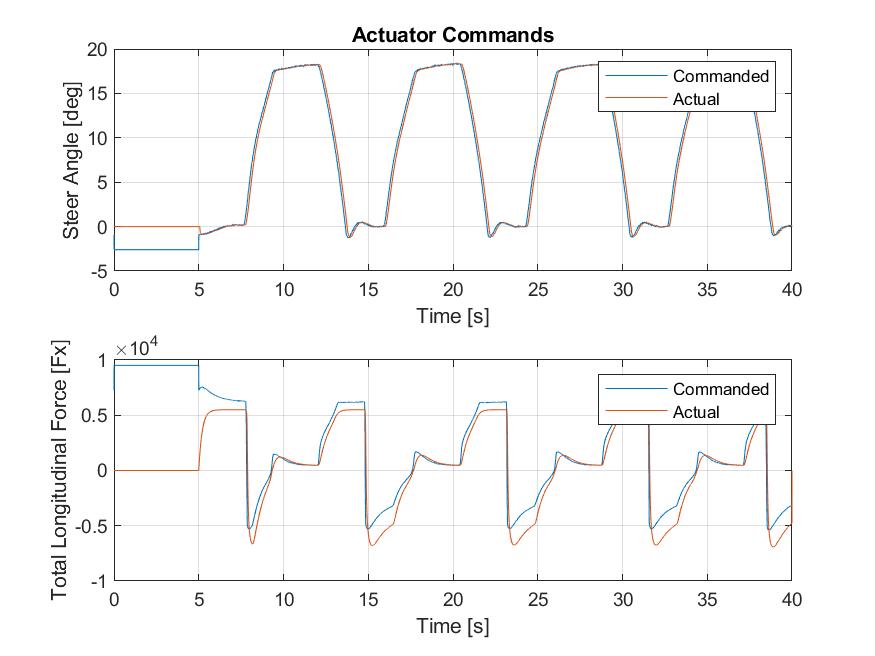 Actuator Commands
20
15
10
5
0
-5
Steer Angle [deg]
Commanded
Actual
0 5 10 15 20 25 30 35 40
Time [s]
×10⁴
1
0.5
0
-0.5
-1
Total Longitudinal Force [Fx]
Commanded
Actual
0 5 10 15 20 25 30 35 40
Time [s]